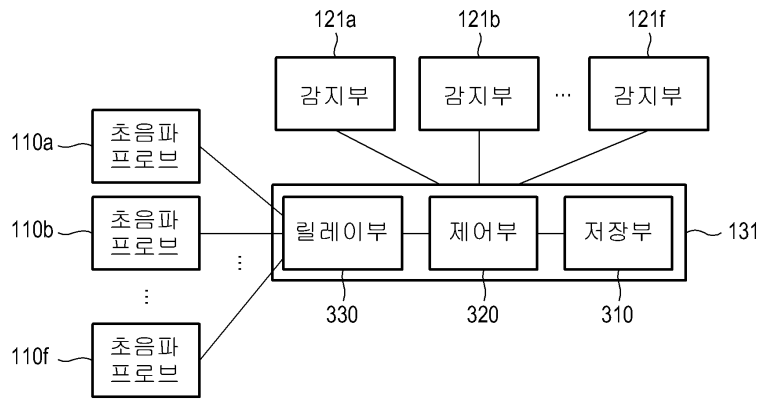 121a
121b
121f
감지부
감지부
...
감지부
110a
초음파
프로브
110b
초음파
프로브
...
릴레이부
제어부
저장부
131
...
330
320
310
110f
초음파
프로브